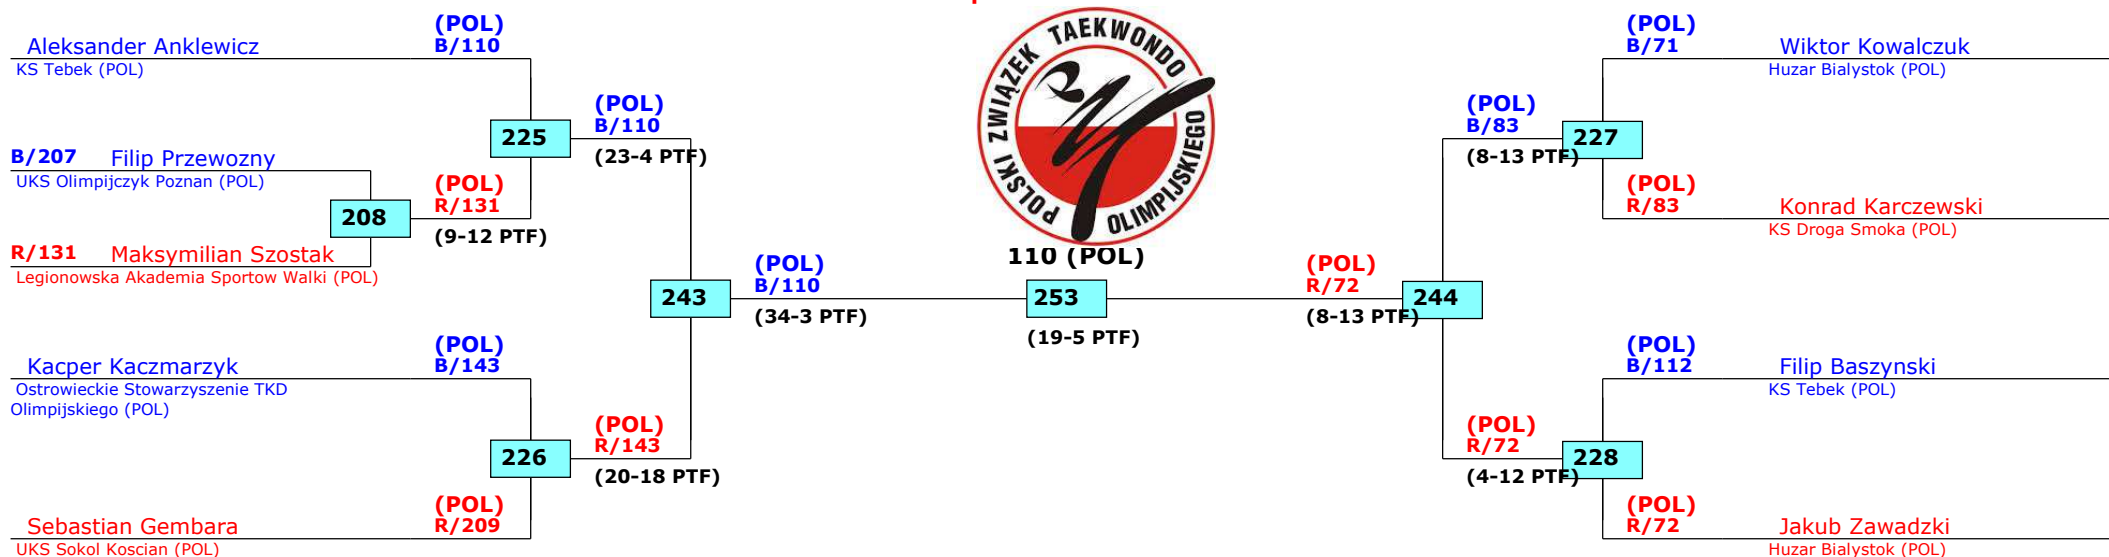 (POL)
B/110
Aleksander Anklewicz
KS Tebek (POL)
B/207 Filip Przewozny
UKS Olimpijczyk Poznan (POL)
R/131 Maksymilian Szostak
Legionowska Akademia Sportow Walki (POL)
208
(POL)
R/131
(9-12 PTF)
225
(POL)
B/110
(23-4 PTF)
(POL)
B/143
Kacper Kaczmarzyk
Ostrowieckie Stowarzyszenie TKD
Olimpijskiego (POL)
(POL)
R/209
Sebastian Gembara
UKS Sokol Koscian (POL)
226
(POL)
R/143
(20-18 PTF)
243
(POL)
B/110
(34-3 PTF)
POLSKI ZWIĄZEK TAEKWONDO OLIMPIJSKIEGO
110 (POL)
253
(19-5 PTF)
(POL)
R/72
(8-13 PTF)
244
(POL)
B/83
(8-13 PTF)
227
(POL)
B/71
Wiktor Kowalczuk
Huzar Bialystok (POL)
(POL)
R/83
Konrad Karczewski
KS Droga Smoka (POL)
(POL)
R/72
(4-12 PTF)
228
(POL)
B/112
Filip Baszynski
KS Tebek (POL)
(POL)
R/72
Jakub Zawadzki
Huzar Bialystok (POL)